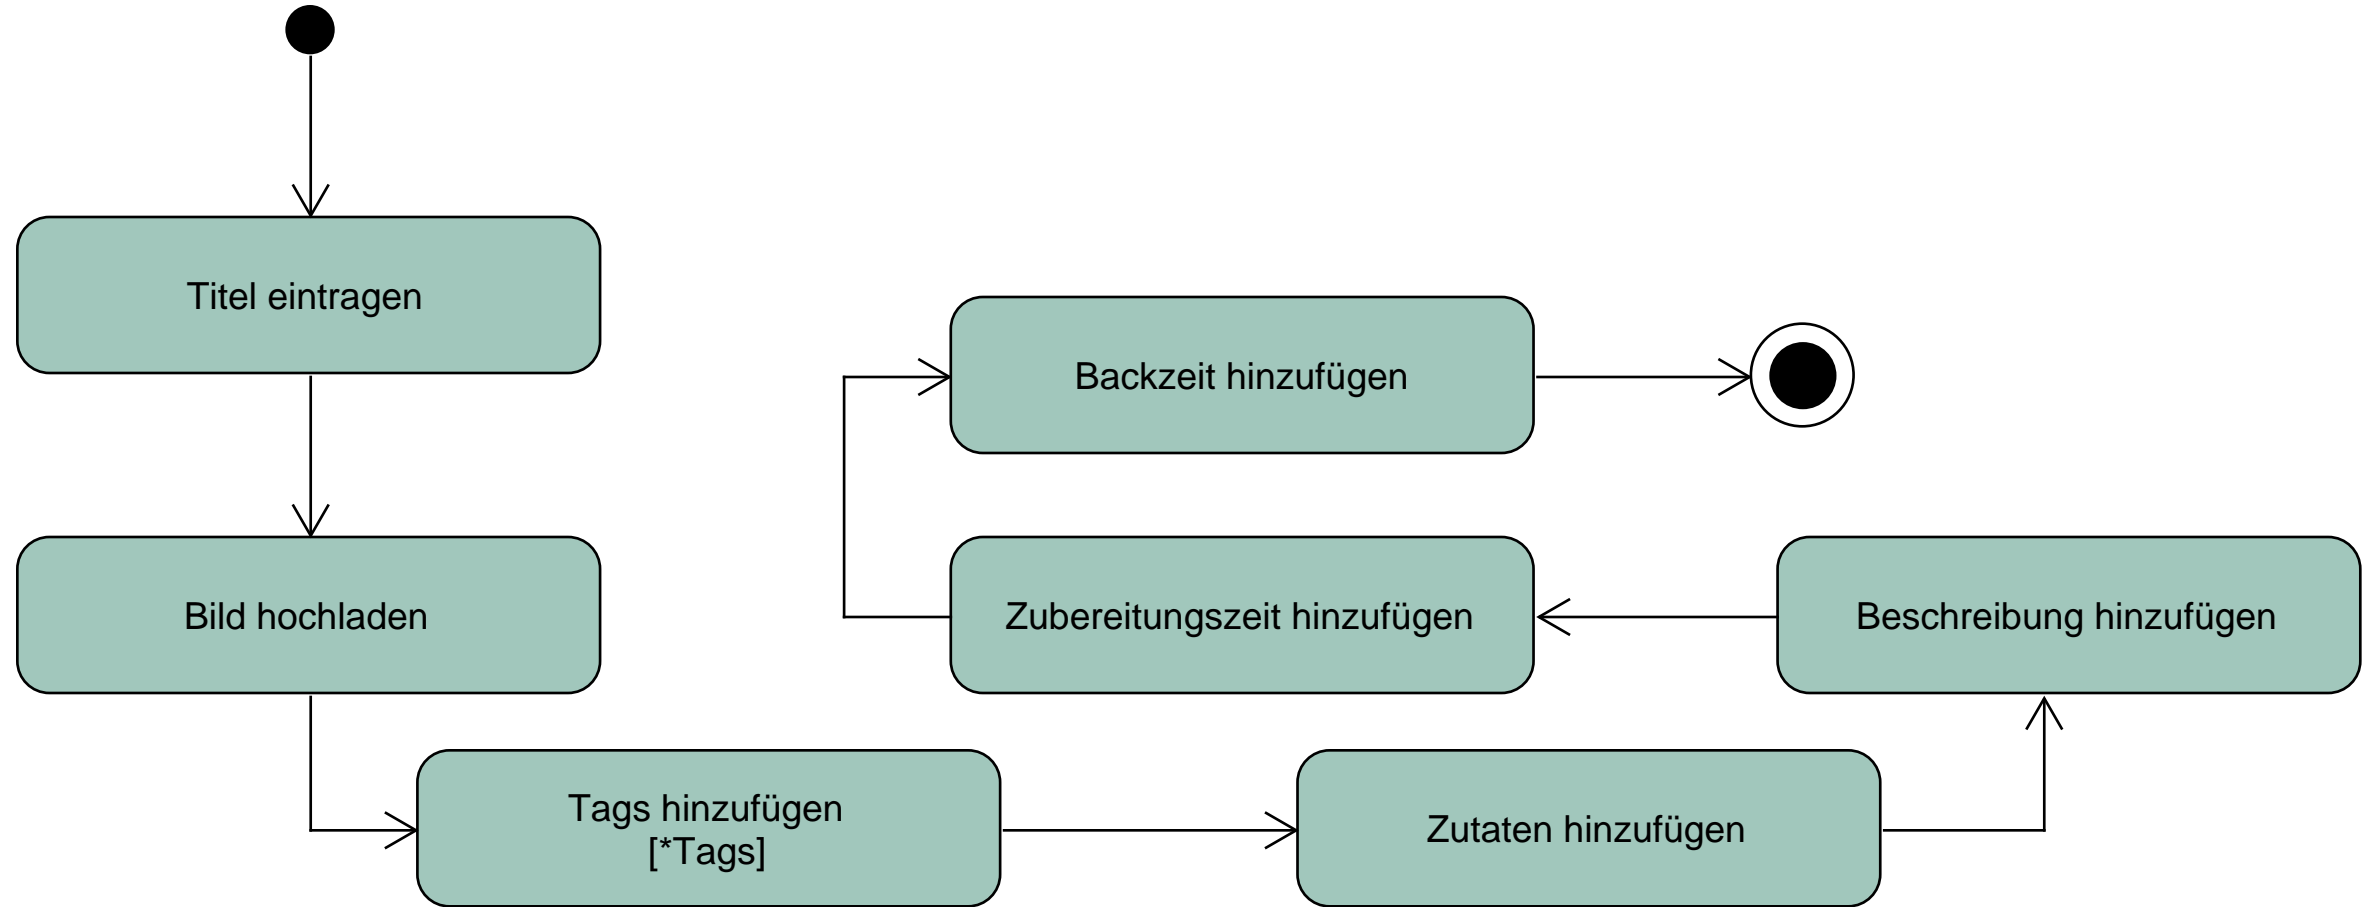 Titel eintragen
Bild hochladen
Tags hinzufügen
[*Tags]
Zutaten hinzufügen
Beschreibung hinzufügen
Zubereitungszeit hinzufügen
Backzeit hinzufügen